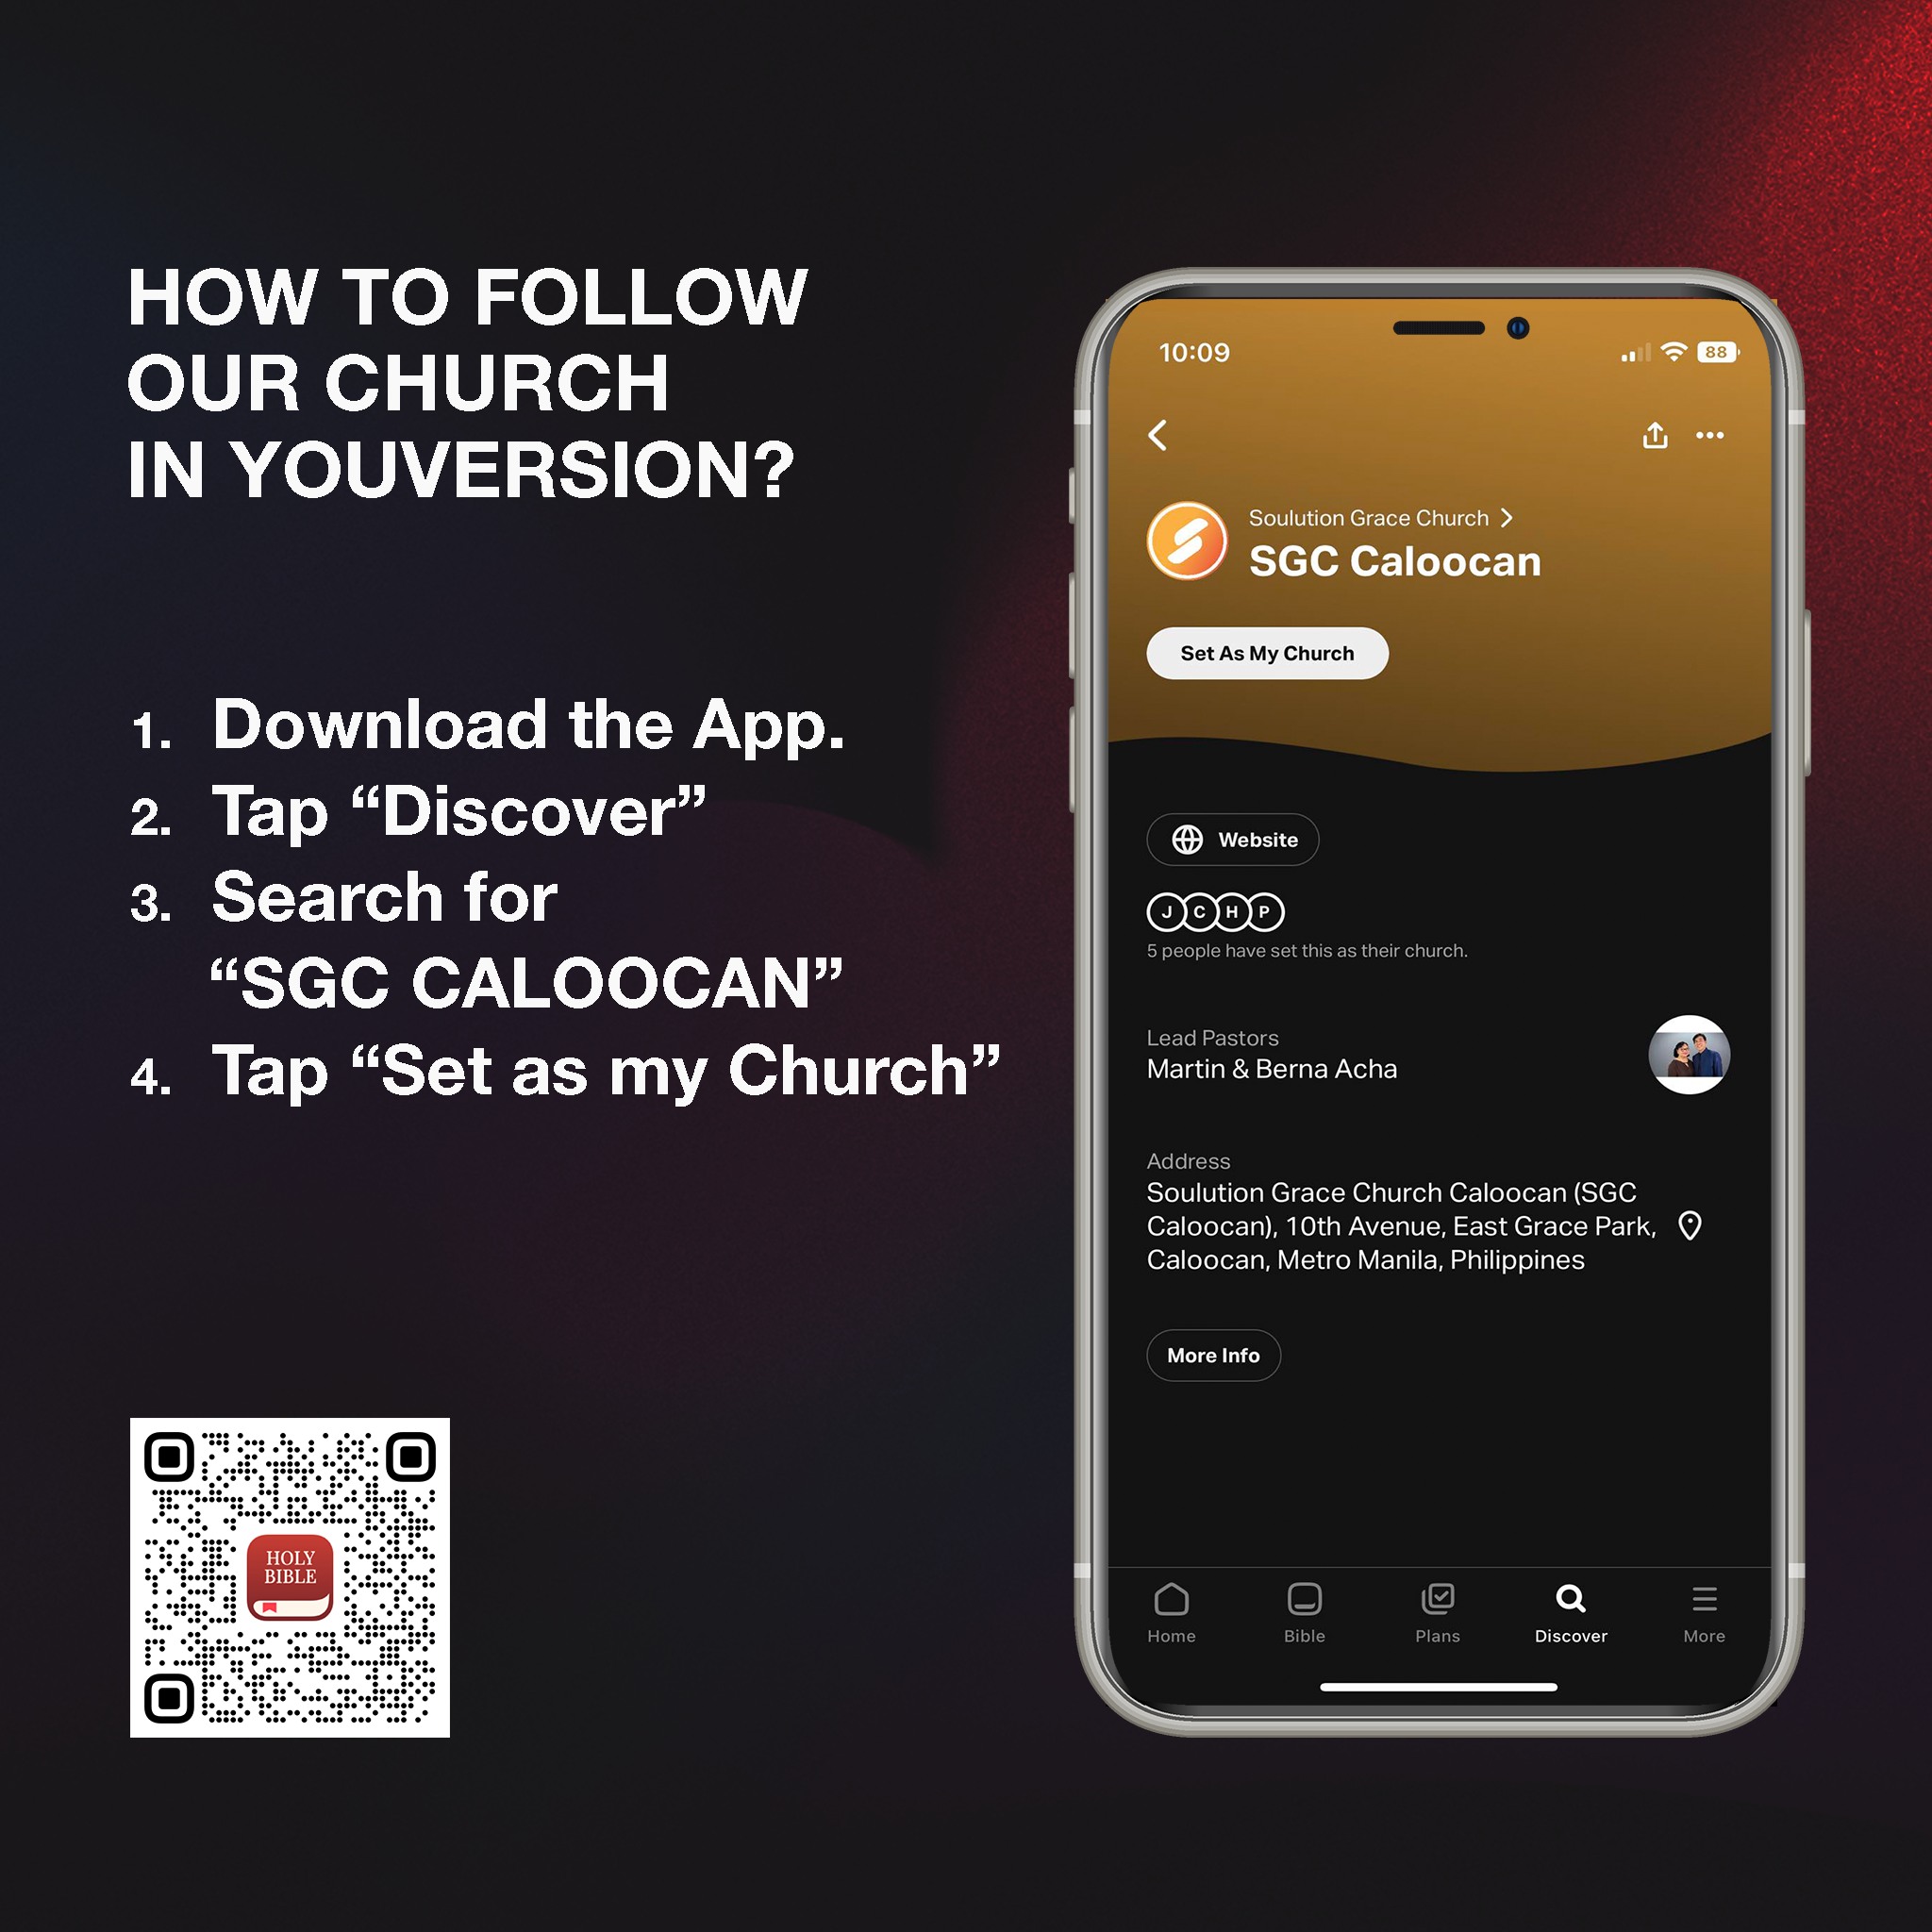 HOW TO FOLLOW
OUR CHURCH
IN YOUVERSION?
1. Download the App.
2. Tap “Discover”
3. Search for
“SGC CALOOCAN”
4. Tap “Set as my Church”
HOLY
BIBLE
10:09
88
Soulution Grace Church
SGC Caloocan
Set As My Church
Website
J C H P
5 people have set this as their church.
Lead Pastors
Martin & Berna Acha
Address
Soulution Grace Church Caloocan (SGC
Caloocan), 10th Avenue, East Grace Park,
Caloocan, Metro Manila, Philippines
More Info
Home Bible Plans Discover More